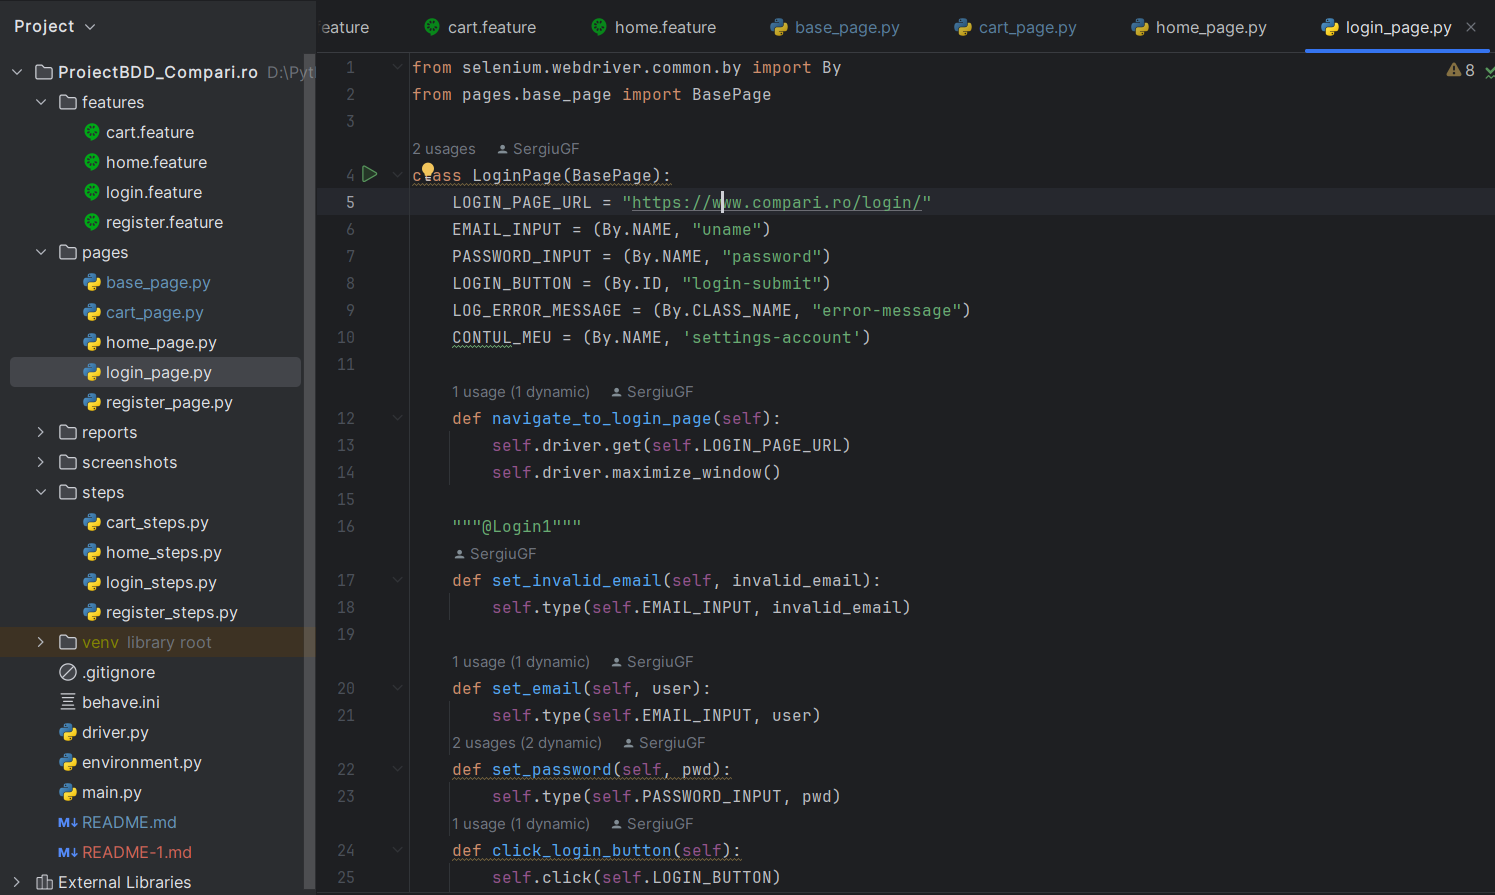 Project
ProiectBDD_Compari.ro D:\Pyt
features
cart.feature
home.feature
login.feature
register.feature
pages
base_page.py
cart_page.py
home_page.py
login_page.py
register_page.py
reports
screenshots
steps
cart_steps.py
home_steps.py
login_steps.py
register_steps.py
venv library root
.gitignore
behave.ini
driver.py
environment.py
main.py
M↓ README.md
M↓ README-1.md
External Libraries
eature cart.feature home.feature base_page.py cart_page.py home_page.py login_page.py
8
1 from selenium.webdriver.common.by import By
2 from pages.base_page import BasePage
3
2 usages SergiuGF
4 class LoginPage(BasePage):
5 LOGIN_PAGE_URL = "https://www.compari.ro/login/"
6 EMAIL_INPUT = (By.NAME, "uname")
7 PASSWORD_INPUT = (By.NAME, "password")
8 LOGIN_BUTTON = (By.ID, "login-submit")
9 LOG_ERROR_MESSAGE = (By.CLASS_NAME, "error-message")
10 CONTUL_MEU = (By.NAME, 'settings-account')
11
1 usage (1 dynamic) SergiuGF
12 def navigate_to_login_page(self):
13 self.driver.get(self.LOGIN_PAGE_URL)
14 self.driver.maximize_window()
15
16 """@Login1"""
SergiuGF
17 def set_invalid_email(self, invalid_email):
18 self.type(self.EMAIL_INPUT, invalid_email)
19
1 usage (1 dynamic) SergiuGF
20 def set_email(self, user):
21 self.type(self.EMAIL_INPUT, user)
2 usages (2 dynamic) SergiuGF
22 def set_password(self, pwd):
23 self.type(self.PASSWORD_INPUT, pwd)
1 usage (1 dynamic) SergiuGF
24 def click_login_button(self):
25 self.click(self.LOGIN_BUTTON)